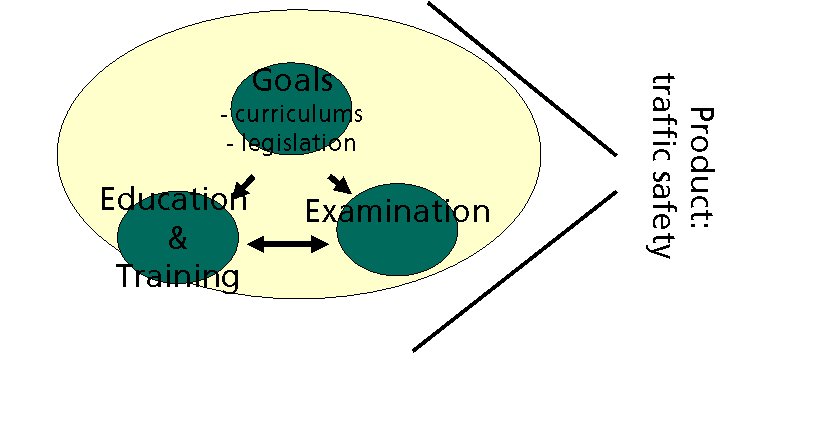 Goals
- curriculums
- legislation
Education
&
Training
Examination
Product:
traffic safety